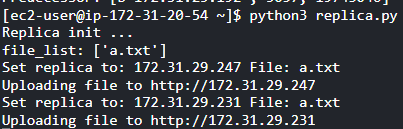 [ec2-user@ip-172-31-20-54 ~]$ python3 replica.py
Replica init ...
file_list: ['a.txt']
Set replica to: 172.31.29.247 File: a.txt
Uploading file to http://172.31.29.247
Set replica to: 172.31.29.231 File: a.txt
Uploading file to http://172.31.29.231